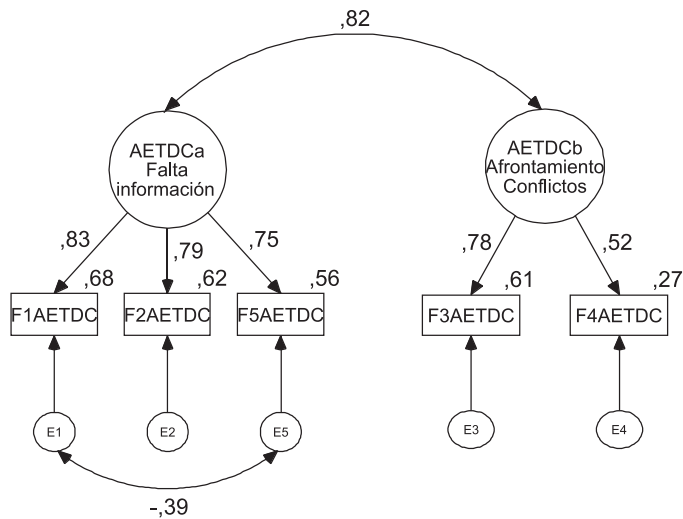 ,82
AETDCa
Falta
información
AETDCb
Afrontamiento
Conflictos
,83
,79
,75
,78
,52
,68
,62
,56
,61
,27
F1AETDC
F2AETDC
F5AETDC
F3AETDC
F4AETDC
E1
E2
E5
E3
E4
-,39